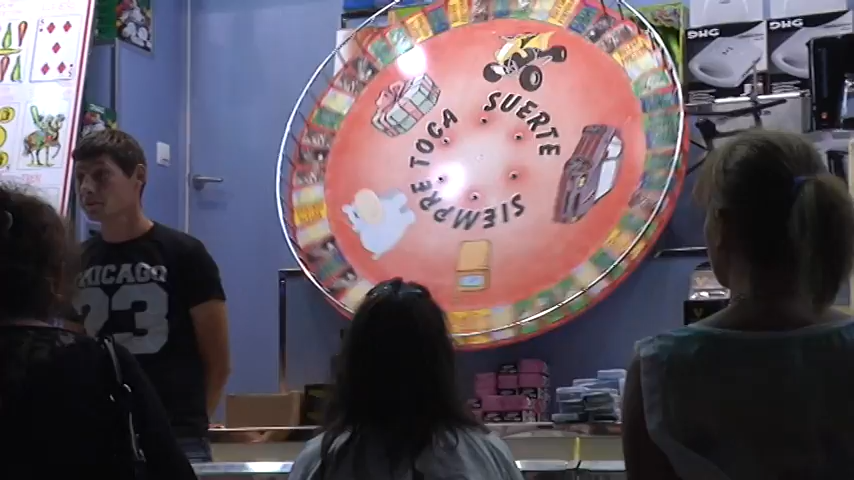 SIEMPRE TOCA SUERTE
DHG
DHG
CHICAGO
23